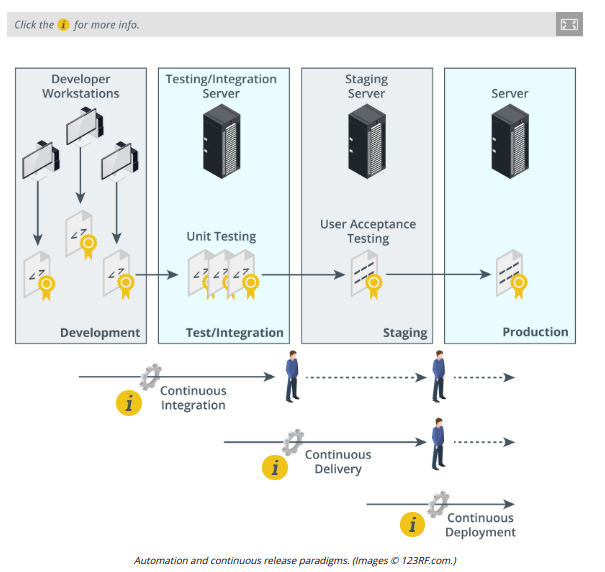 Click the i for more info.
Developer
Workstations
Testing/Integration
Server
Staging
Server
Server
Unit Testing
User Acceptance
Testing
Development
Test/Integration
Staging
Production
i
Continuous
Integration
i
Continuous
Delivery
i
Continuous
Deployment
Automation and continuous release paradigms. (Images © 123RF.com.)